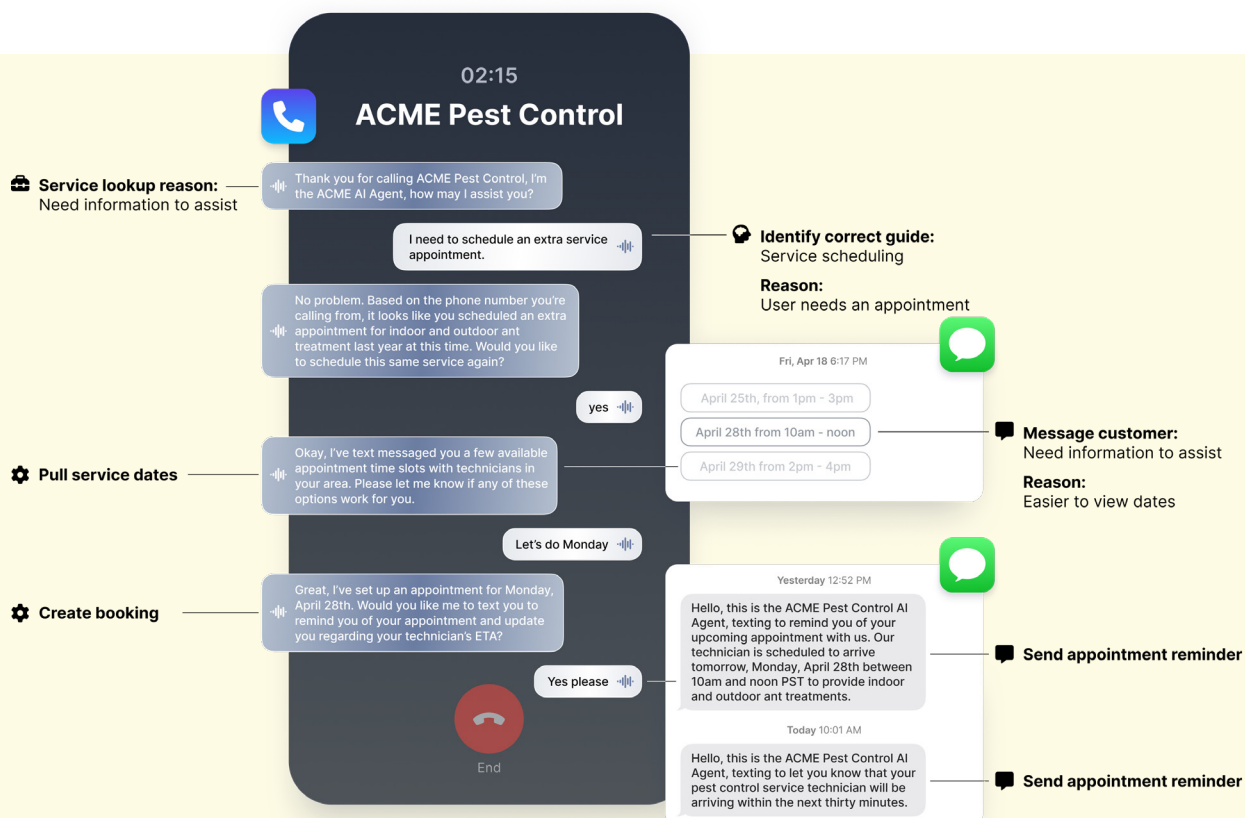 02:15
ACME Pest Control
Service lookup reason:
Need information to assist
Thank you for calling ACME Pest Control, I'm
the ACME AI Agent, how may I assist you?
I need to schedule an extra service
appointment.
Identify correct guide:
Service scheduling
Reason:
User needs an appointment
No problem. Based on the phone number you're
calling from, it looks like you scheduled an extra
appointment for indoor and outdoor ant
treatment last year at this time. Would you like
to schedule this same service again?
yes
Fri, Apr 18 6:17 PM
April 25th, from 1pm - 3pm
April 28th from 10am - noon
April 29th from 2pm - 4pm
Message customer:
Need information to assist
Reason:
Easier to view dates
Pull service dates
Okay, I've text messaged you a few available
appointment time slots with technicians in
your area. Please let me know if any of these
options work for you.
Let's do Monday
Create booking
Great, I've set up an appointment for Monday,
April 28th. Would you like me to text you to
remind you of your appointment and update
you regarding your technician's ETA?
Yes please
End
Yesterday 12:52 PM
Hello, this is the ACME Pest Control AI
Agent, texting to remind you of your
upcoming appointment with us. Our
technician is scheduled to arrive
tomorrow, Monday, April 28th between
10am and noon PST to provide indoor
and outdoor ant treatments.
Send appointment reminder
Today 10:01 AM
Hello, this is the ACME Pest Control AI
Agent, texting to let you know that your
pest control service technician will be
arriving within the next thirty minutes.
Send appointment reminder